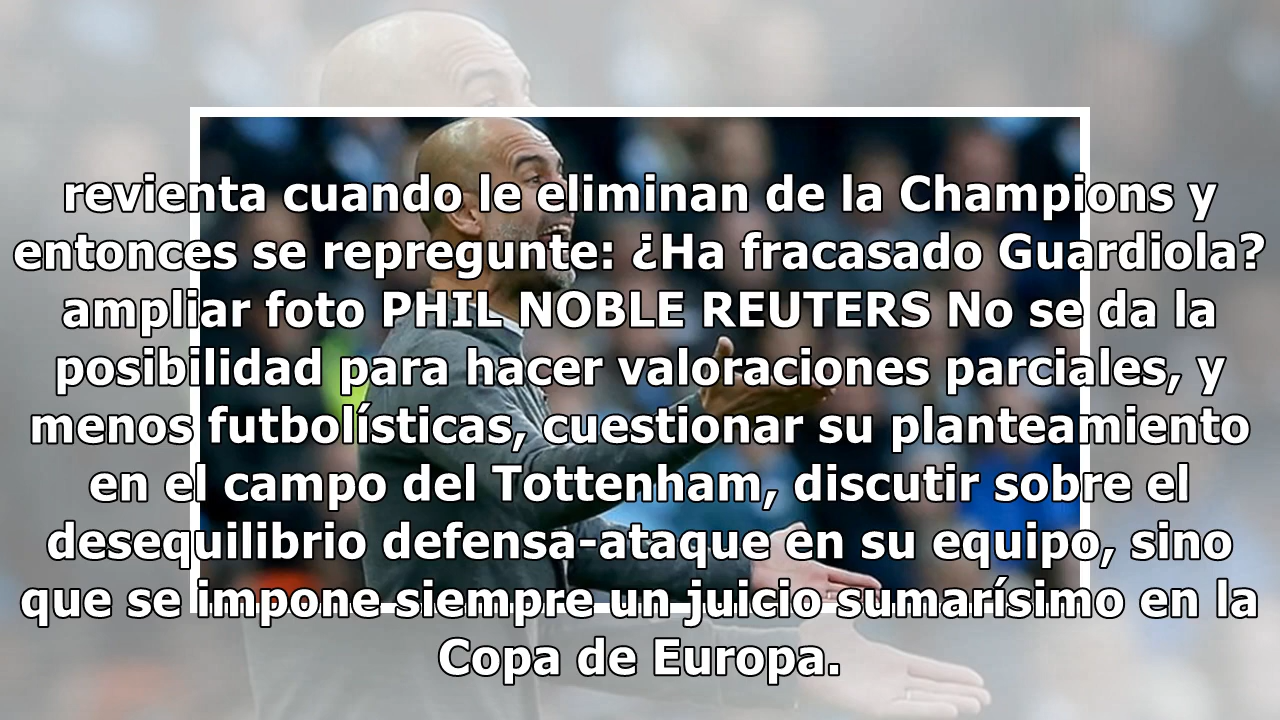 revienta cuando le eliminan de la Champions y
entonces se repregunte: ¿Ha fracasado Guardiola?
ampliar foto PHIL NOBLE REUTERS No se da la
posibilidad para hacer valoraciones parciales, y
menos futbolísticas, cuestionar su planteamiento
en el campo del Tottenham, discutir sobre el
desequilibrio defensa-ataque en su equipo, sino
que se impone siempre un juicio sumarísimo en la
Copa de Europa.